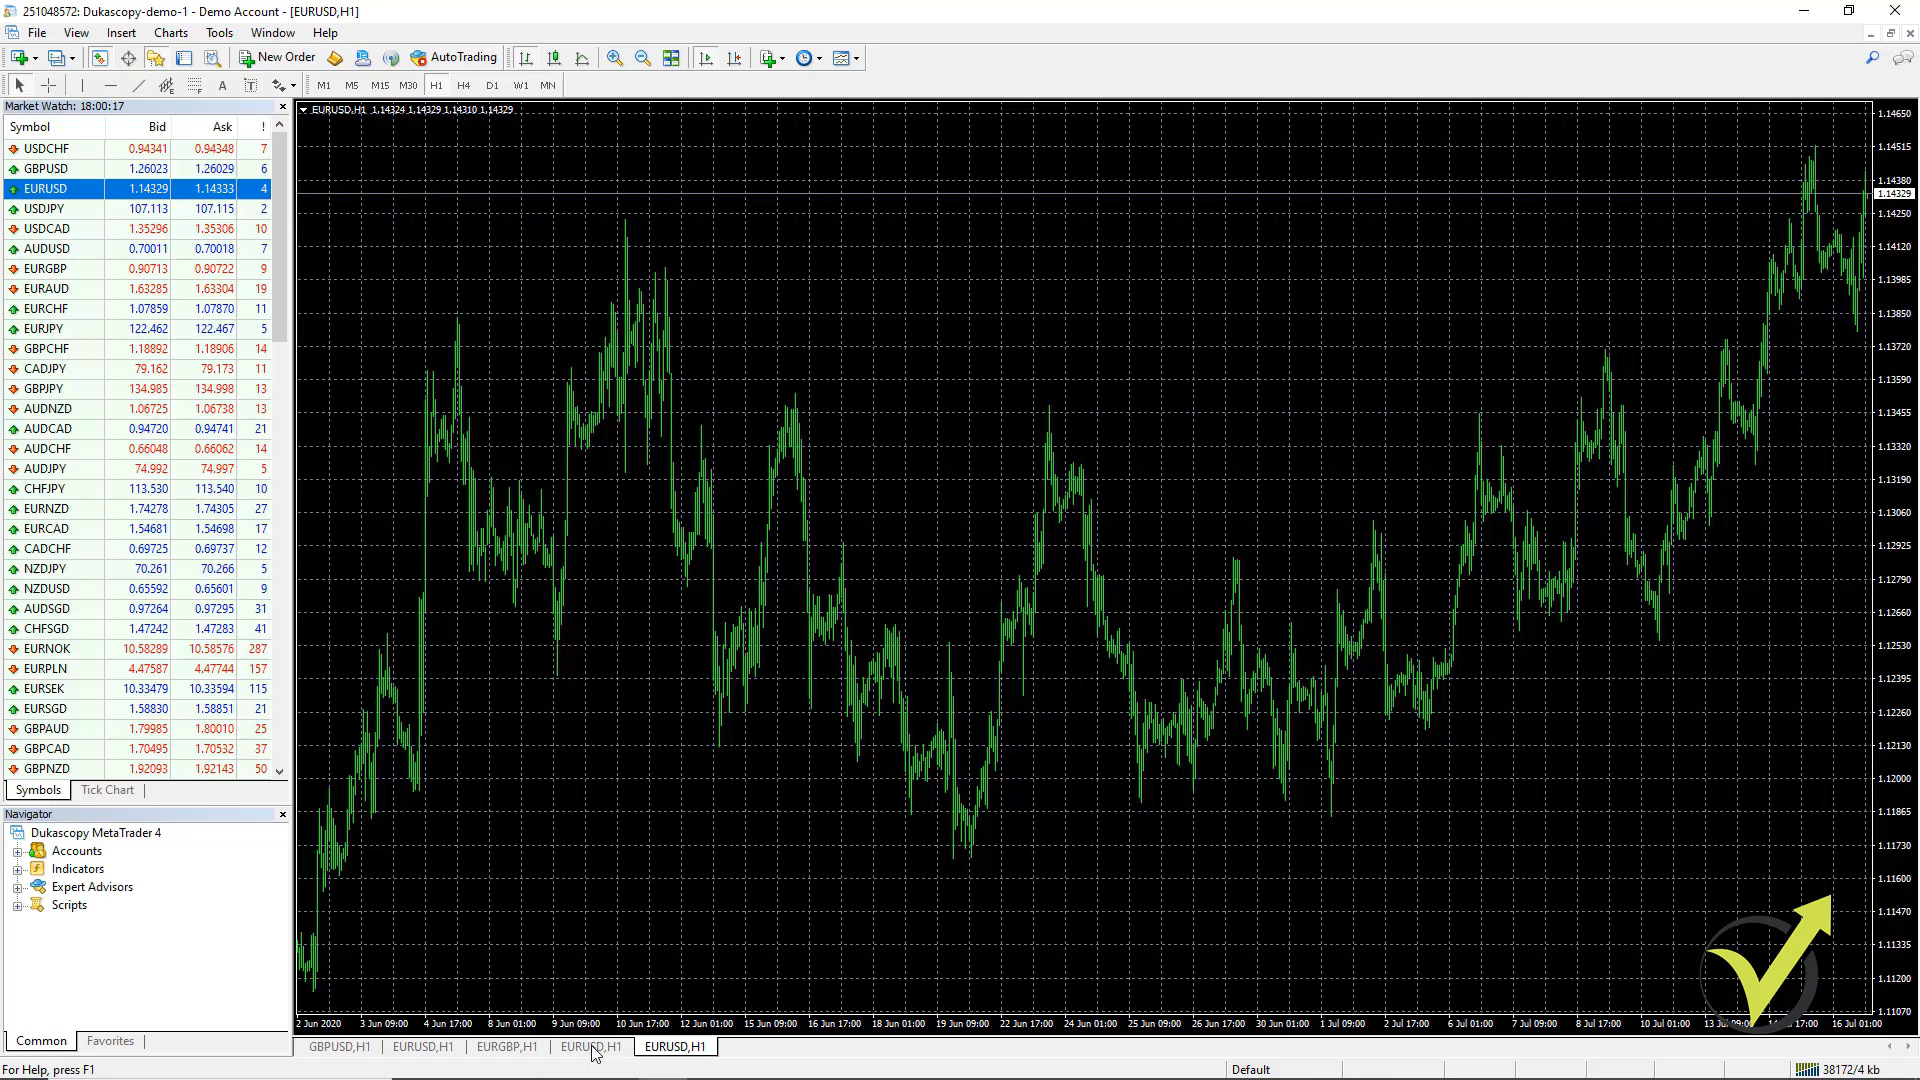 251048572: Dukascopy-demo-1 - Demo Account - [EURUSD,H1]
File View Insert Charts Tools Window Help
New Order AutoTrading
A T M1 M5 M15 M30 H1 H4 D1 W1 MN
Market Watch: 18:00:17
Symbol Bid Ask !
USDCHF 0.94341 0.94348 7
GBPUSD 1.26023 1.26029 6
EURUSD 1.14329 1.14333 4
USDJPY 107.113 107.115 2
USDCAD 1.35296 1.35306 10
AUDUSD 0.70011 0.70018 7
EURGBP 0.90713 0.90722 9
EURAUD 1.63285 1.63304 19
EURCHF 1.07859 1.07870 11
EURJPY 122.462 122.467 5
GBPCHF 1.18892 1.18906 14
CADJPY 79.162 79.173 11
GBPJPY 134.985 134.998 13
AUDNZD 1.06725 1.06738 13
AUDCAD 0.94720 0.94741 21
AUDCHF 0.66048 0.66062 14
AUDJPY 74.992 74.997 5
CHFJPY 113.530 113.540 10
EURNZD 1.74278 1.74305 27
EURCAD 1.54681 1.54698 17
CADCHF 0.69725 0.69737 12
NZDJPY 70.261 70.266 5
NZDUSD 0.65592 0.65601 9
AUDSGD 0.97264 0.97295 31
CHFSGD 1.47242 1.47283 41
EURNOK 10.58289 10.58576 287
EURPLN 4.47587 4.47744 157
EURSEK 10.33479 10.33594 115
EURSGD 1.58830 1.58851 21
GBPAUD 1.79985 1.80010 25
GBPCAD 1.70495 1.70532 37
GBPNZD 1.92093 1.92143 50
Symbols Tick Chart
Navigator
Dukascopy MetaTrader 4
Accounts
Indicators
Expert Advisors
Scripts
Common Favorites
EURUSD,H1 1.14324 1.14329 1.14310 1.14329
1.14650
1.14515
1.14380
1.14329
1.14250
1.14120
1.13985
1.13850
1.13720
1.13590
1.13455
1.13320
1.13190
1.13060
1.12925
1.12790
1.12660
1.12530
1.12395
1.12260
1.12130
1.12000
1.11865
1.11730
1.11600
1.11470
1.11335
1.11200
1.11070
2 Jun 2020 3 Jun 09:00 4 Jun 17:00 8 Jun 01:00 9 Jun 09:00 10 Jun 17:00 12 Jun 01:00 15 Jun 09:00 16 Jun 17:00 18 Jun 01:00 19 Jun 09:00 22 Jun 17:00 24 Jun 01:00 25 Jun 09:00 26 Jun 17:00 30 Jun 01:00 1 Jul 09:00 2 Jul 17:00 6 Jul 01:00 7 Jul 09:00 8 Jul 17:00 10 Jul 01:00 13 Jul 09:00 17:00 16 Jul 01:00
GBPUSD,H1 EURUSD,H1 EURGBP,H1 EURUSD,H1 EURUSD,H1
For Help, press F1 Default 38172/4 kb